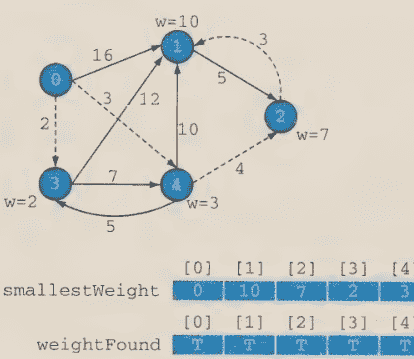 w=10
1
16
3
0
5
3
12
2
2
10
w=7
4
3
7
4
w=2
w=3
5
[0] [1] [2] [3] [4]
smallestWeight 0 10 7 2 3
[0] [1] [2] [3] [4]
weightFound T T T T T